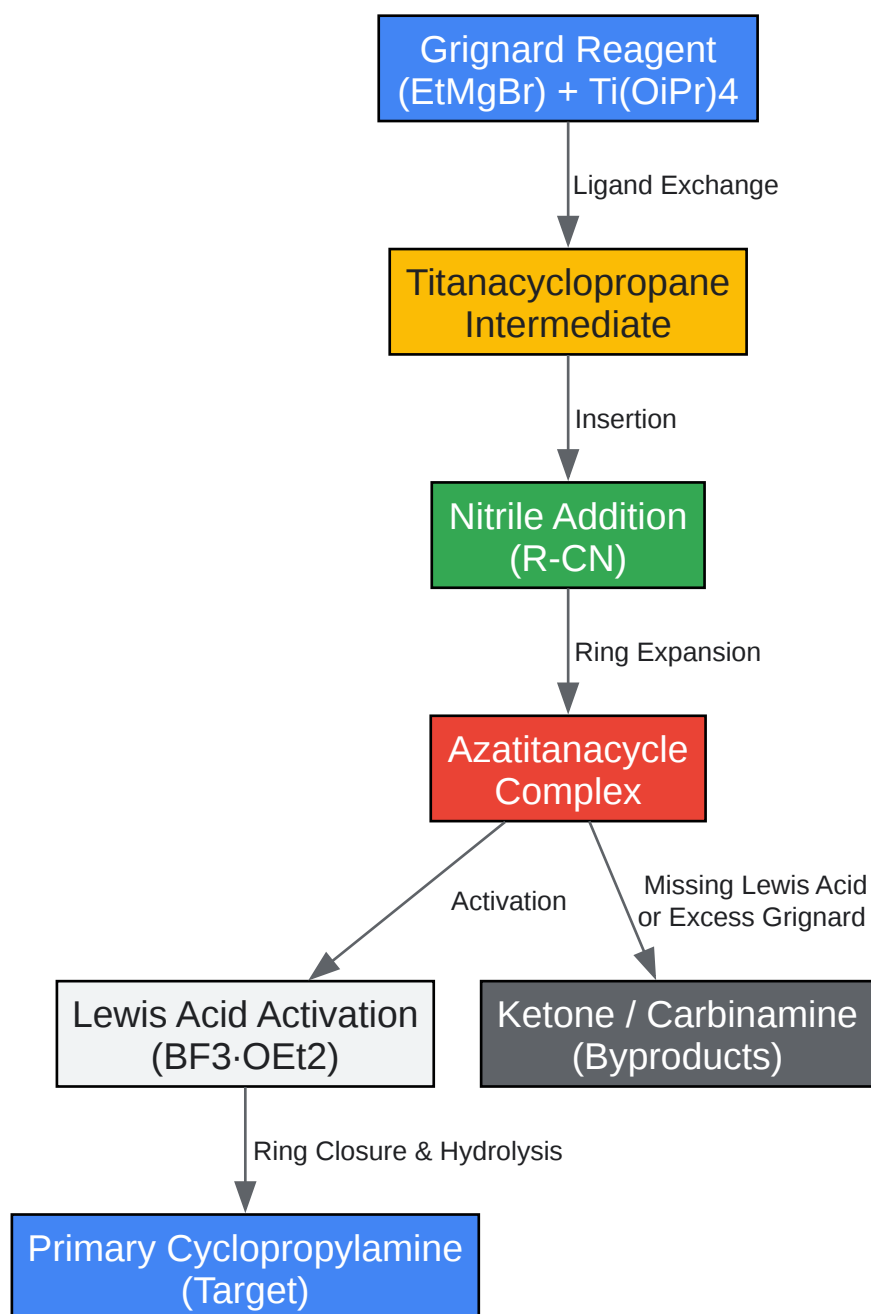 Grignard Reagent
(EtMgBr) + Ti(OiPr)4
Ligand Exchange
Titanacyclopropane
Intermediate
Insertion
Nitrile Addition
(R-CN)
Ring Expansion
Azatitanacycle
Complex
Activation
Missing Lewis Acid
or Excess Grignard
Lewis Acid Activation
(BF3·OEt2)
Ketone / Carbinamine
(Byproducts)
Ring Closure & Hydrolysis
Primary Cyclopropylamine
(Target)